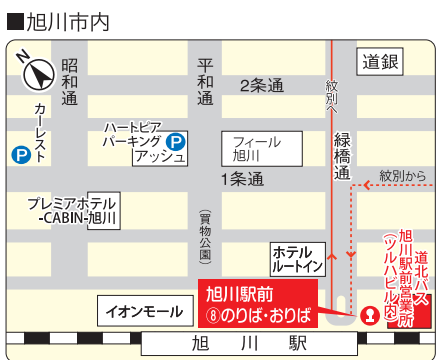 ■旭川市内
N
昭和通
平和通
道銀
2条通
紋別へ
カーレスト
P
ハートピア
パーキング
P
アッシュ
フィール
旭川
緑橋通
1条通
紋別から
プレミアホテル
-CABIN-旭川
(買物公園)
ホテル
ルートイン
道北バス
旭川駅前営業所
(ツルハビル内)
旭川駅前
⑧のりば・おりば
イオンモール
旭川駅